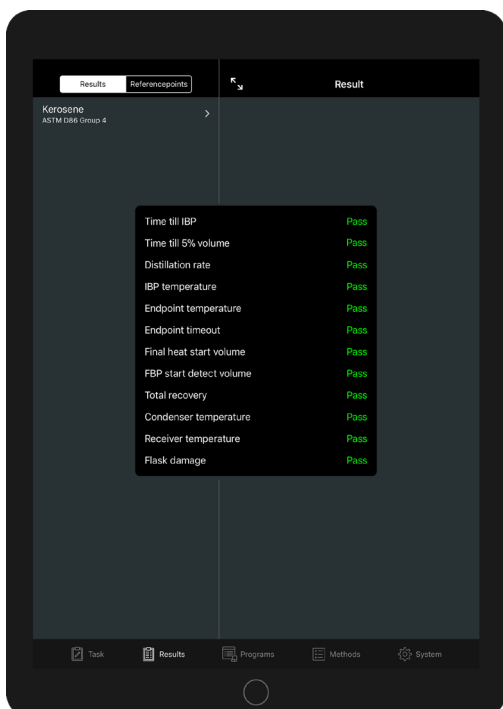 Results Referencepoints Result
Kerosene
ASTM D86 Group 4
Time till IBP Pass
Time till 5% volume Pass
Distillation rate Pass
IBP temperature Pass
Endpoint temperature Pass
Endpoint timeout Pass
Final heat start volume Pass
FBP start detect volume Pass
Total recovery Pass
Condenser temperature Pass
Receiver temperature Pass
Flask damage Pass
Task Results Programs Methods System